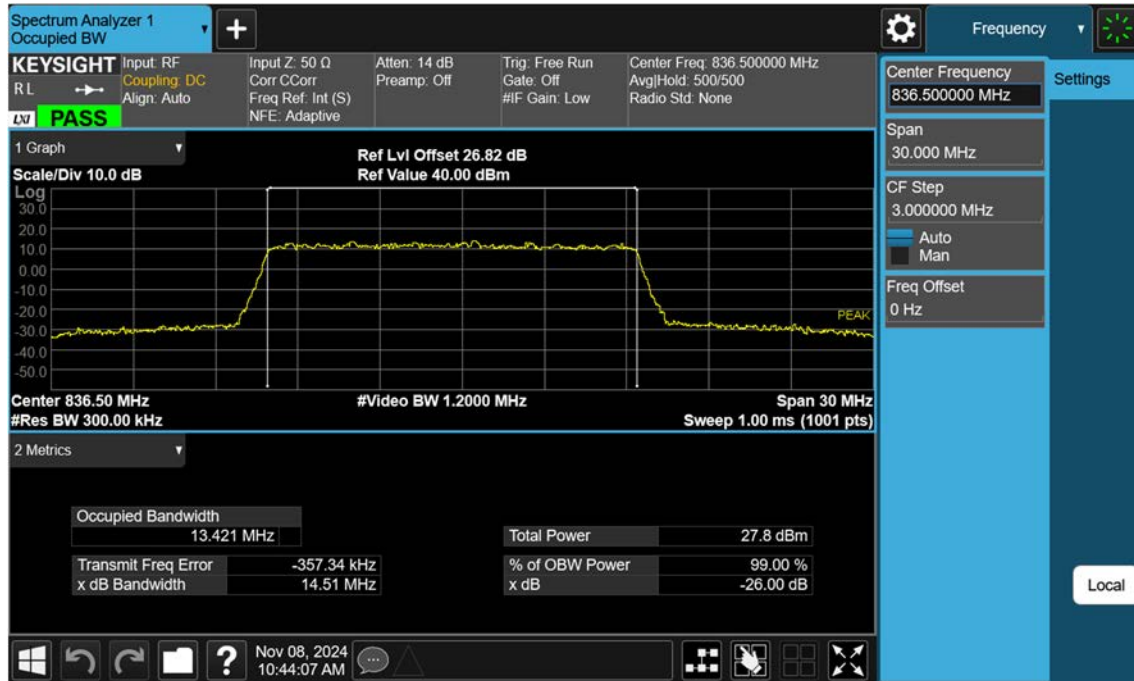 Spectrum Analyzer 1
Occupied BW
+
Frequency
KEYSIGHT
RL
LXI
PASS
Input: RF
Coupling: DC
Align: Auto
Input Z: 50 Ω
Corr CCorr
Freq Ref: Int (S)
NFE: Adaptive
Atten: 14 dB
Preamp: Off
Trig: Free Run
Gate: Off
#IF Gain: Low
Center Freq: 836.500000 MHz
Avg|Hold: 500/500
Radio Std: None
Center Frequency
836.500000 MHz
Settings
Span
30.000 MHz
CF Step
3.000000 MHz
Auto
Man
Freq Offset
0 Hz
Local
1 Graph
Scale/Div 10.0 dB
Ref Lvl Offset 26.82 dB
Ref Value 40.00 dBm
Log
30.0
20.0
10.0
0.00
-10.0
-20.0
-30.0
-40.0
-50.0
PEAK
Center 836.50 MHz
#Video BW 1.2000 MHz
Span 30 MHz
#Res BW 300.00 kHz
Sweep 1.00 ms (1001 pts)
2 Metrics
Occupied Bandwidth
13.421 MHz
Total Power 27.8 dBm
Transmit Freq Error -357.34 kHz
% of OBW Power 99.00 %
x dB Bandwidth 14.51 MHz
x dB -26.00 dB
?
Nov 08, 2024
10:44:07 AM